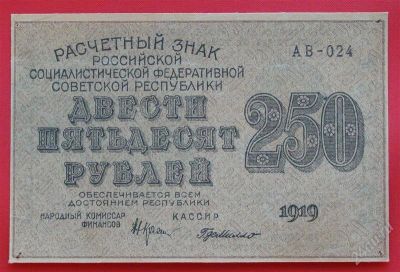 РАСЧЕТНЫЙ ЗНАК
АВ-024
РОССИЙСКОЙ
СОЦИАЛИСТИЧЕСКОЙ ФЕДЕРАТИВНОЙ
СОВЕТСКОЙ РЕСПУБЛИКИ
ДВЕСТИ
ПЯТЬДЕСЯТ
РУБЛЕЙ
250
ОБЕСПЕЧИВАЕТСЯ ВСЕМ
ДОСТОЯНИЕМ РЕСПУБЛИКИ
НАРОДНЫЙ КОМИССАР
ФИНАНСОВ
КАССИР
1919